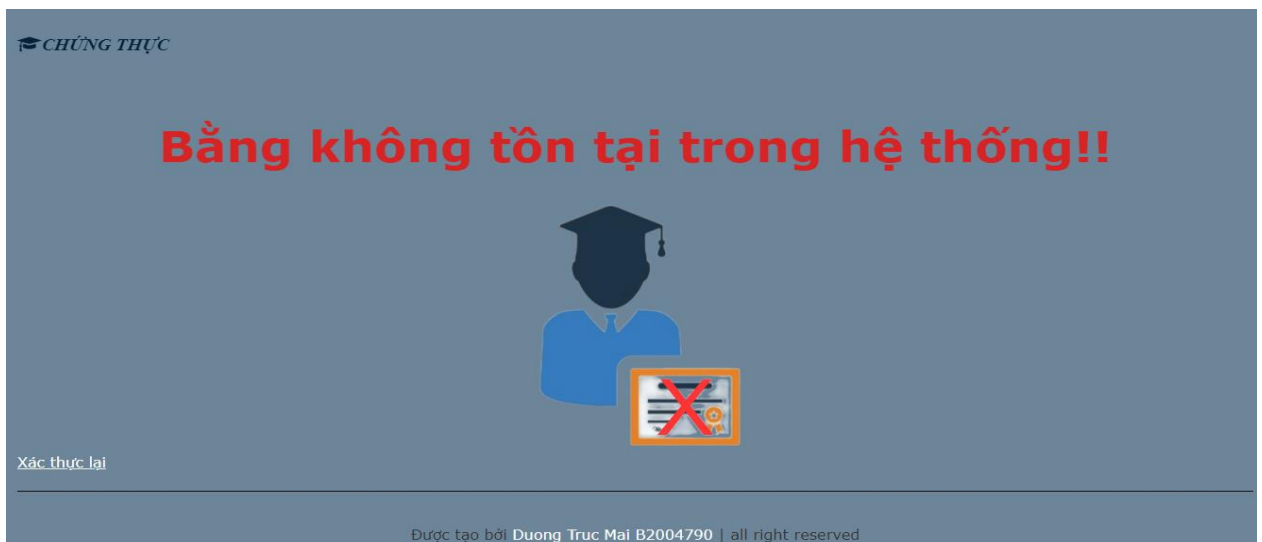 CHỨNG THỰC
Bằng không tồn tại trong hệ thống!!
Xác thực lại
Được tạo bởi Duong Truc Mai B2004790 | all right reserved